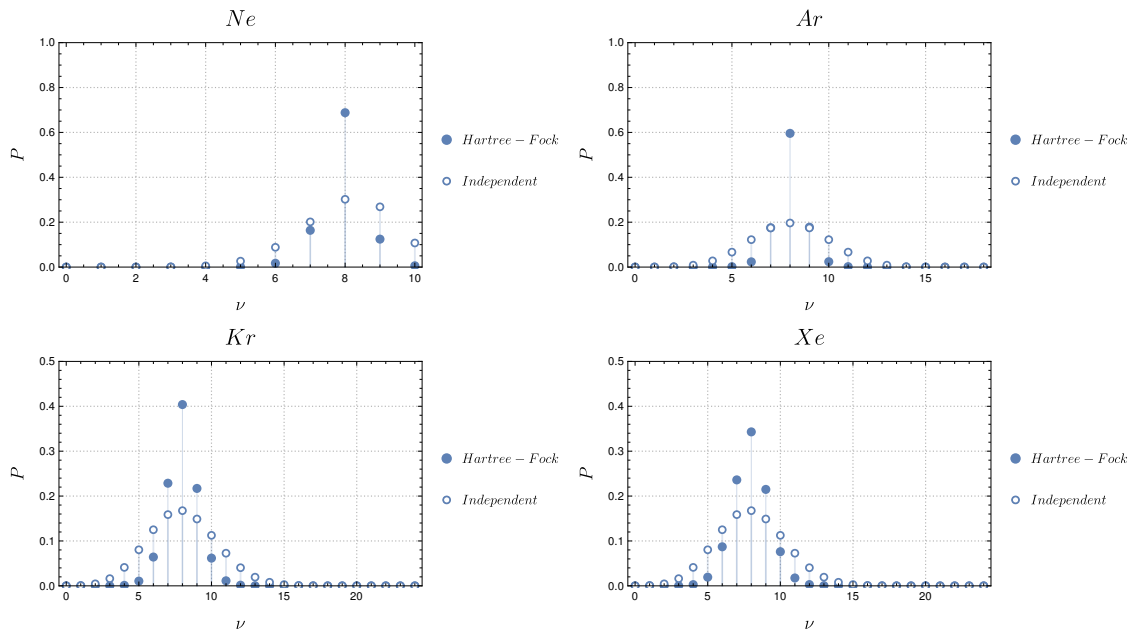 Ne
1.0
0.8
0.6
0.4
0.2
0.0
P
0 2 4 6 8 10
ν
Hartree – Fock
Independent
Ar
1.0
0.8
0.6
0.4
0.2
0.0
P
0 5 10 15
ν
Hartree – Fock
Independent
Kr
0.5
0.4
0.3
0.2
0.1
0.0
P
0 5 10 15 20
ν
Hartree – Fock
Independent
Xe
0.5
0.4
0.3
0.2
0.1
0.0
P
0 5 10 15 20
ν
Hartree – Fock
Independent